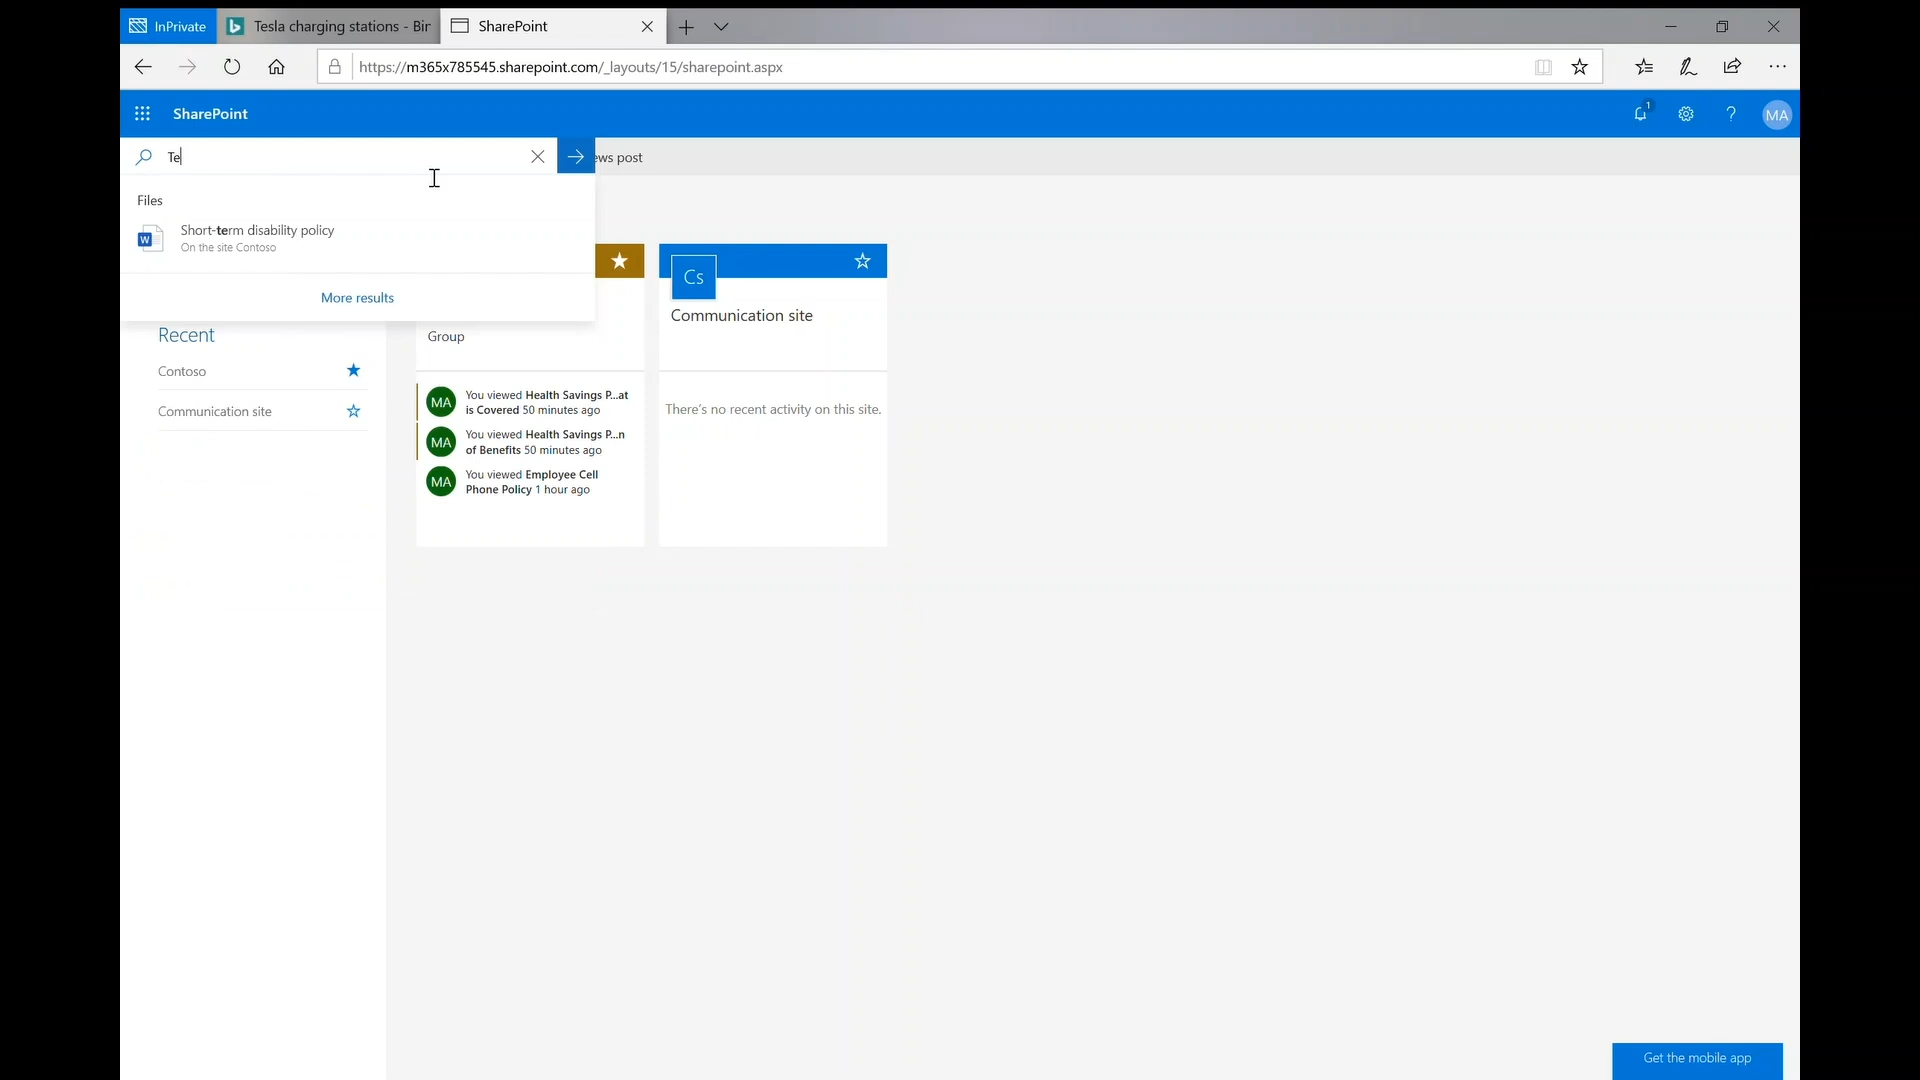 InPrivate
Tesla charging stations - Bin
SharePoint
https://m365x785545.sharepoint.com/_layouts/15/sharepoint.aspx
SharePoint
1
?
MA
Te
ews post
Files
W
Short-term disability policy
On the site Contoso
More results
Cs
Communication site
Recent
Group
Contoso
Communication site
MA
You viewed Health Savings P...at
is Covered 50 minutes ago
MA
You viewed Health Savings P...n
of Benefits 50 minutes ago
MA
You viewed Employee Cell
Phone Policy 1 hour ago
There's no recent activity on this site.
Get the mobile app